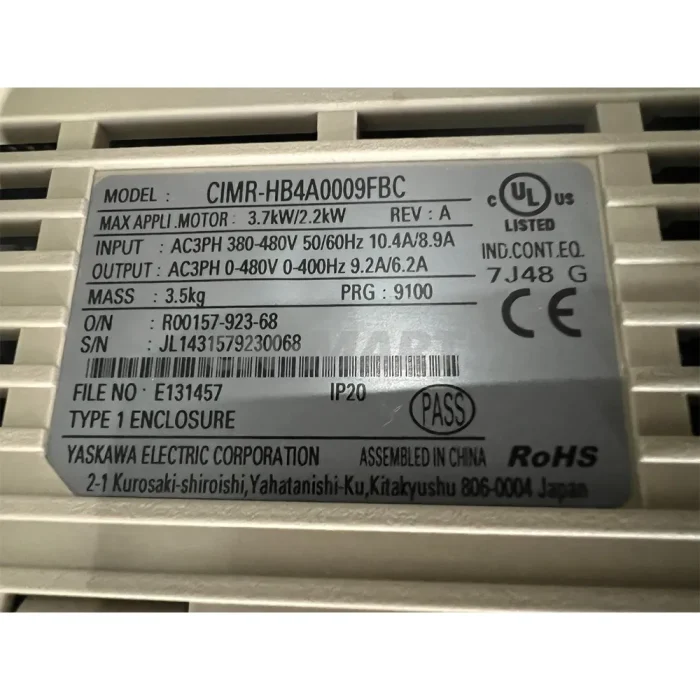 MODEL : CIMR-HB4A0009FBC
MAX APPLI.MOTOR: 3.7kW/2.2kW REV: A
INPUT : AC3PH 380-480V 50/60Hz 10.4A/8.9A
OUTPUT : AC3PH 0-480V 0-400Hz 9.2A/6.2A
MASS : 3.5kg PRG : 9100
O/N : R00157-923-68
S/N : JL1431579230068
FILE NO : E131457 IP20
TYPE 1 ENCLOSURE
PASS
YASKAWA ELECTRIC CORPORATION ASSEMBLED IN CHINA
2-1 Kurosaki-shiroishi,Yahatanishi-Ku,Kitakyushu 806-0004 Japan
C UL US
LISTED
IND.CONT.EQ.
7J48 G
CE
RoHS